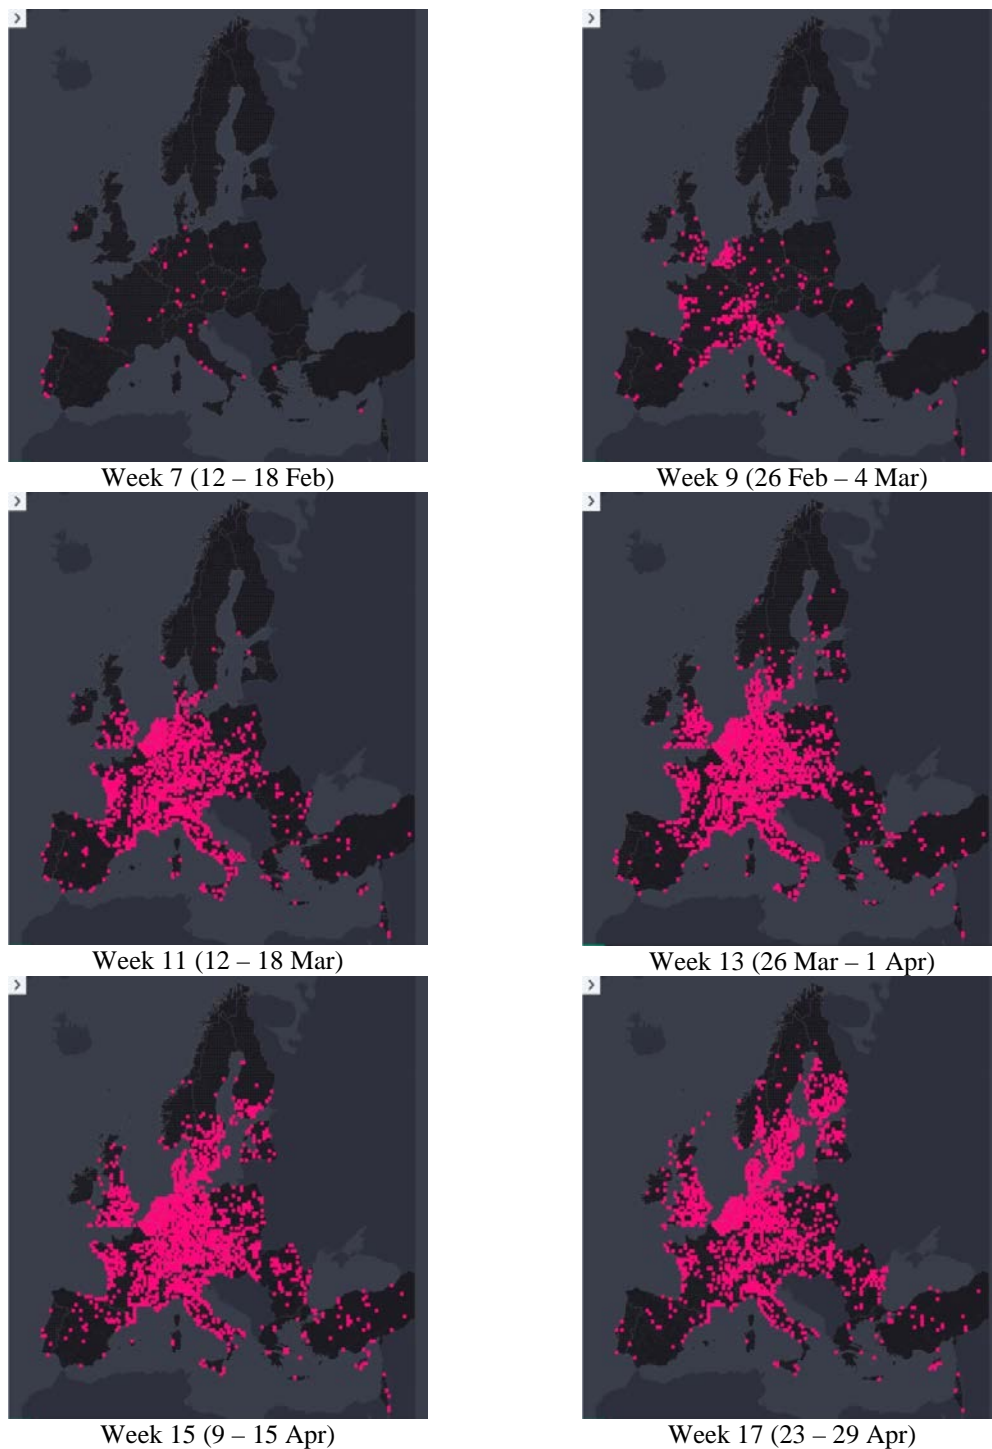 Week 7 (12 – 18 Feb)
Week 9 (26 Feb – 4 Mar)
Week 11 (12 – 18 Mar)
Week 13 (26 Mar – 1 Apr)
Week 15 (9 – 15 Apr)
Week 17 (23 – 29 Apr)